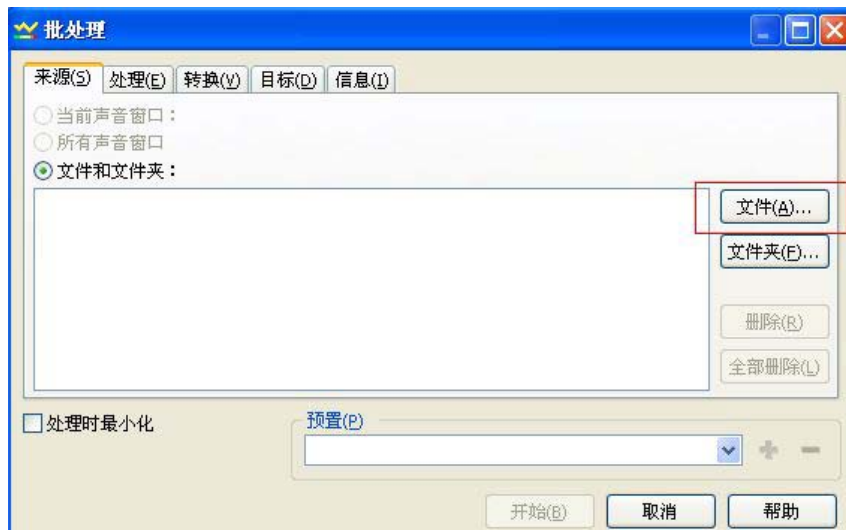 批处理
来源(S) 处理(E) 转换(V) 目标(D) 信息(I)
当前声音窗口：
所有声音窗口
文件和文件夹：
文件(A)...
文件夹(F)...
删除(R)
全部删除(L)
处理时最小化
预置(P)
开始(B) 取消 帮助